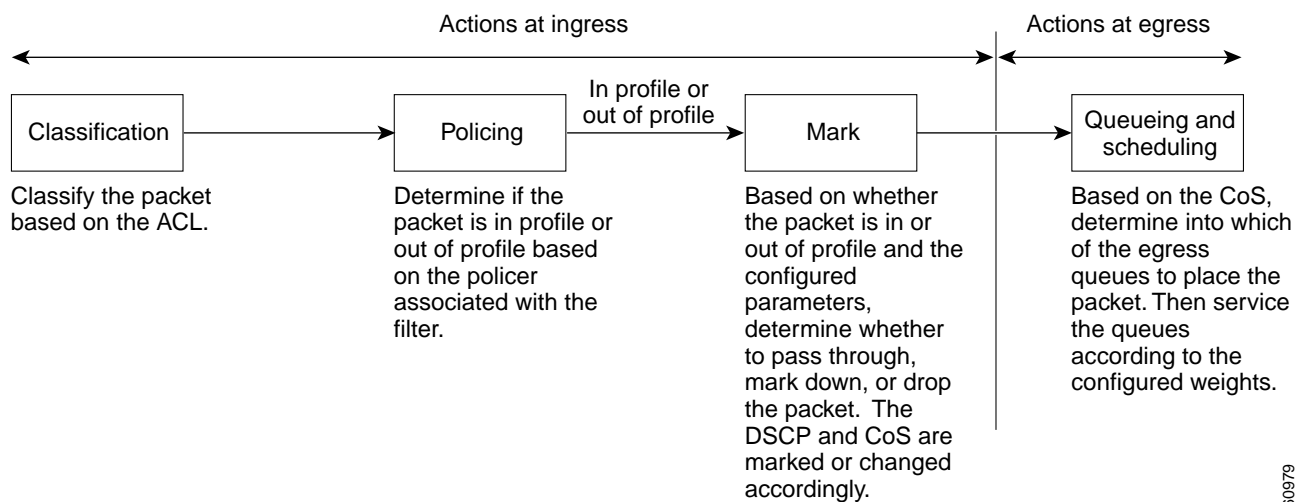 Actions at ingress
Actions at egress
Classification
Policing
In profile or
out of profile
Mark
Queueing and
scheduling
Classify the packet
based on the ACL.
Determine if the
packet is in profile or
out of profile based
on the policer
associated with the
filter.
Based on whether
the packet is in or
out of profile and the
configured
parameters,
determine whether
to pass through,
mark down, or drop
the packet. The
DSCP and CoS are
marked or changed
accordingly.
Based on the CoS,
determine into which
of the egress
queues to place the
packet. Then service
the queues
according to the
configured weights.
60979